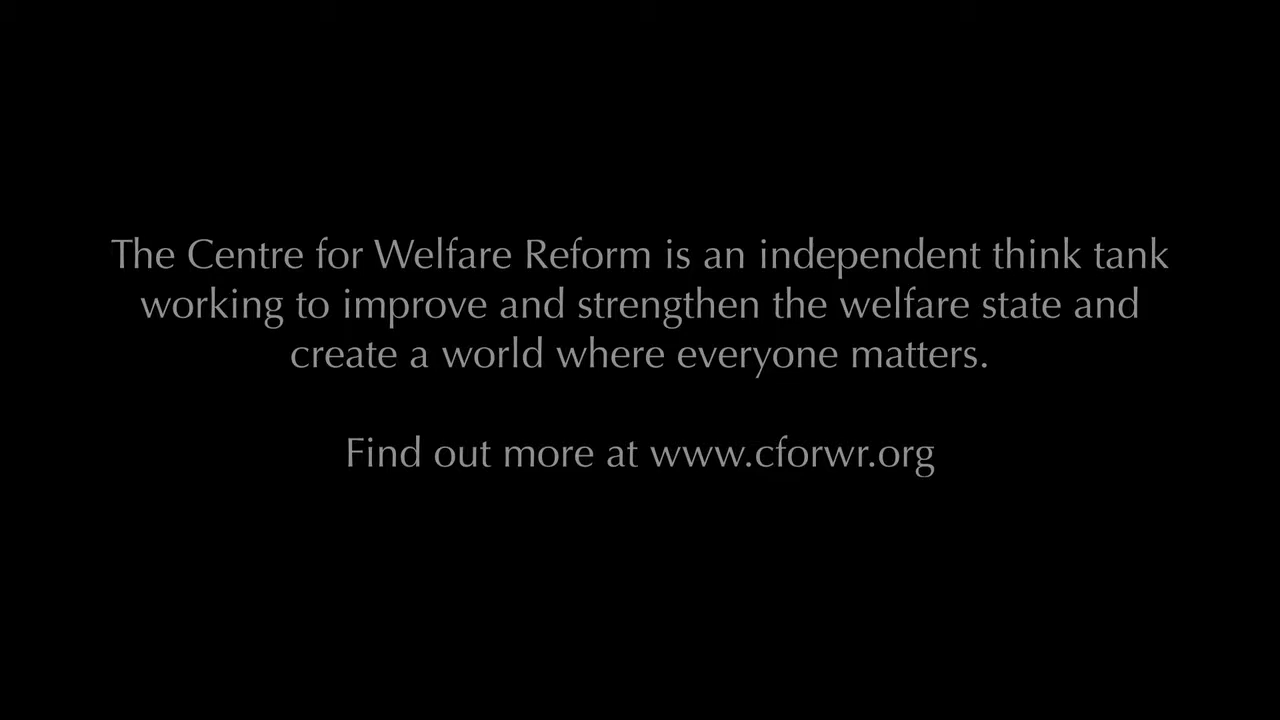 The Centre for Welfare Reform is an independent think tank
working to improve and strengthen the welfare state and
create a world where everyone matters.
Find out more at www.cforwr.org